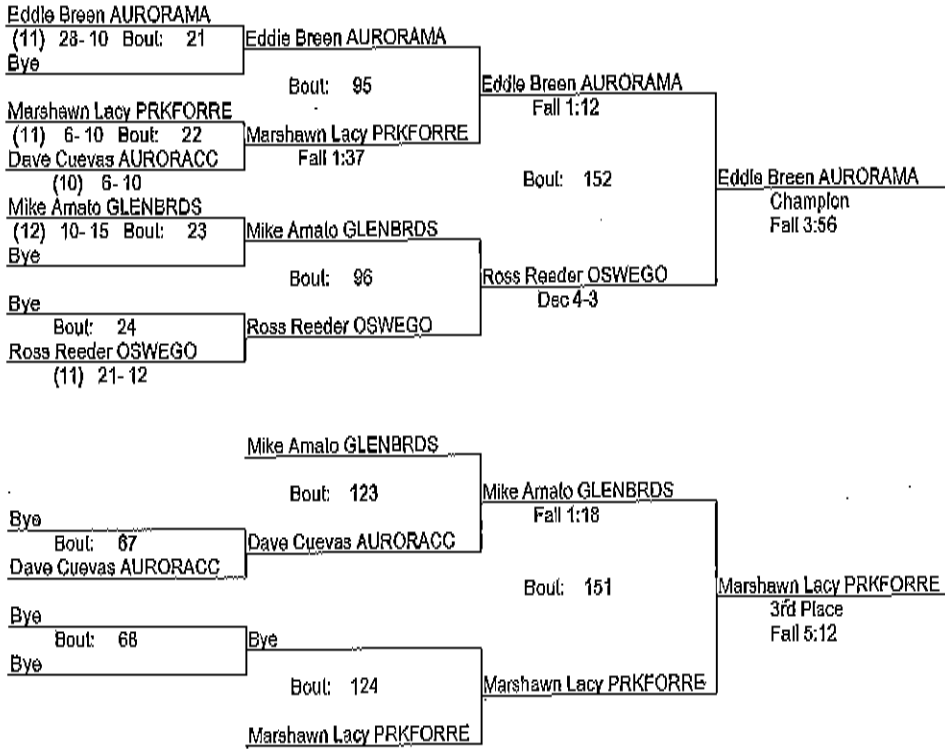 Eddie Breen AURORAMA
(11) 28-10 Bout: 21
Bye
Eddie Breen AURORAMA
Bout: 95
Marshawn Lacy PRKFORRE
(11) 6-10 Bout: 22
Dave Cuevas AURORACC
(10) 6-10
Marshawn Lacy PRKFORRE
Fall 1:37
Eddie Breen AURORAMA
Fall 1:12
Bout: 152
Mike Amato GLENBRDS
(12) 10-15 Bout: 23
Bye
Mike Amato GLENBRDS
Bout: 96
Bye
Bout: 24
Ross Reeder OSWEGO
(11) 21-12
Ross Reeder OSWEGO
Ross Reeder OSWEGO
Dec 4-3
Eddie Breen AURORAMA
Champion
Fall 3:56
Mike Amato GLENBRDS
Bout: 123
Bye
Bout: 67
Dave Cuevas AURORACC
Dave Cuevas AURORACC
Mike Amato GLENBRDS
Fall 1:18
Bout: 151
Bye
Bout: 68
Bye
Bye
Bout: 124
Marshawn Lacy PRKFORRE
Marshawn Lacy PRKFORRE
Marshawn Lacy PRKFORRE
3rd Place
Fall 5:12